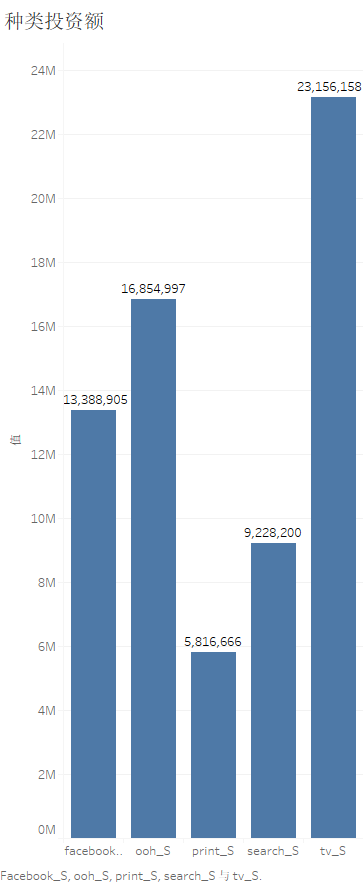 种类投资额
24M
23,156,158
22M
20M
18M
16,854,997
16M
14M
13,388,905
值
12M
10M
9,228,200
8M
5,816,666
6M
4M
2M
0M
facebook.. ooh_S print_S search_S tv_S
Facebook_S, ooh_S, print_S, search_S 与 tv_S.